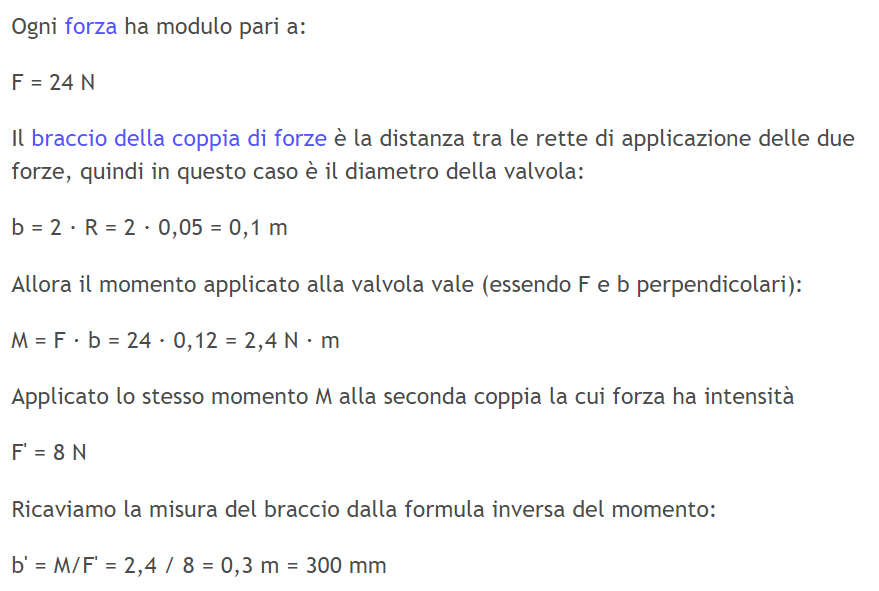 Ogni forza ha modulo pari a:
F = 24 N
Il braccio della coppia di forze è la distanza tra le rette di applicazione delle due
forze, quindi in questo caso è il diametro della valvola:
b = 2 · R = 2 · 0,05 = 0,1 m
Allora il momento applicato alla valvola vale (essendo F e b perpendicolari):
M = F · b = 24 · 0,12 = 2,4 N · m
Applicato lo stesso momento M alla seconda coppia la cui forza ha intensità
F' = 8 N
Ricaviamo la misura del braccio dalla formula inversa del momento:
b' = M/F' = 2,4 / 8 = 0,3 m = 300 mm